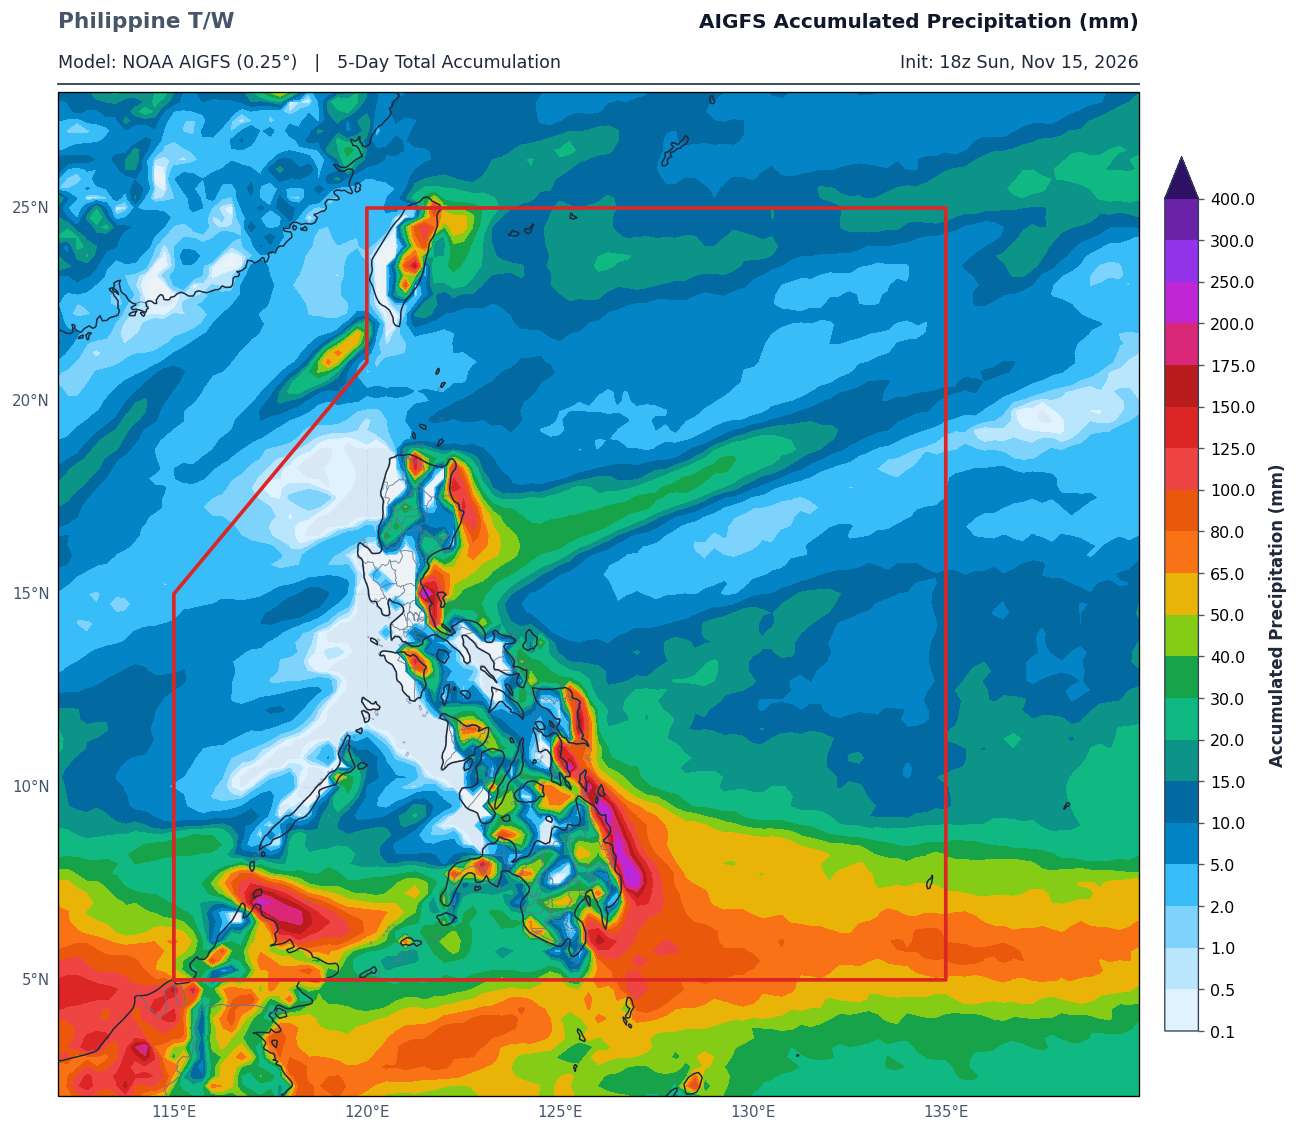 Philippine T/W
AIGFS Accumulated Precipitation (mm)
Model: NOAA AIGFS (0.25°)   |   5-Day Total Accumulation
Init: 18z Sun, Nov 15, 2026
25°N
20°N
15°N
10°N
5°N
115°E
120°E
125°E
130°E
135°E
400.0
300.0
250.0
200.0
175.0
150.0
125.0
100.0
80.0
65.0
50.0
40.0
30.0
20.0
15.0
10.0
5.0
2.0
1.0
0.5
0.1
Accumulated Precipitation (mm)